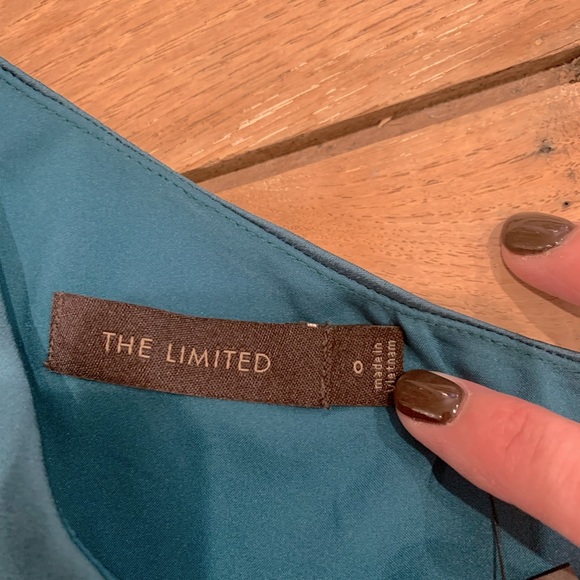 THE LIMITED
0
made in
Vietnam